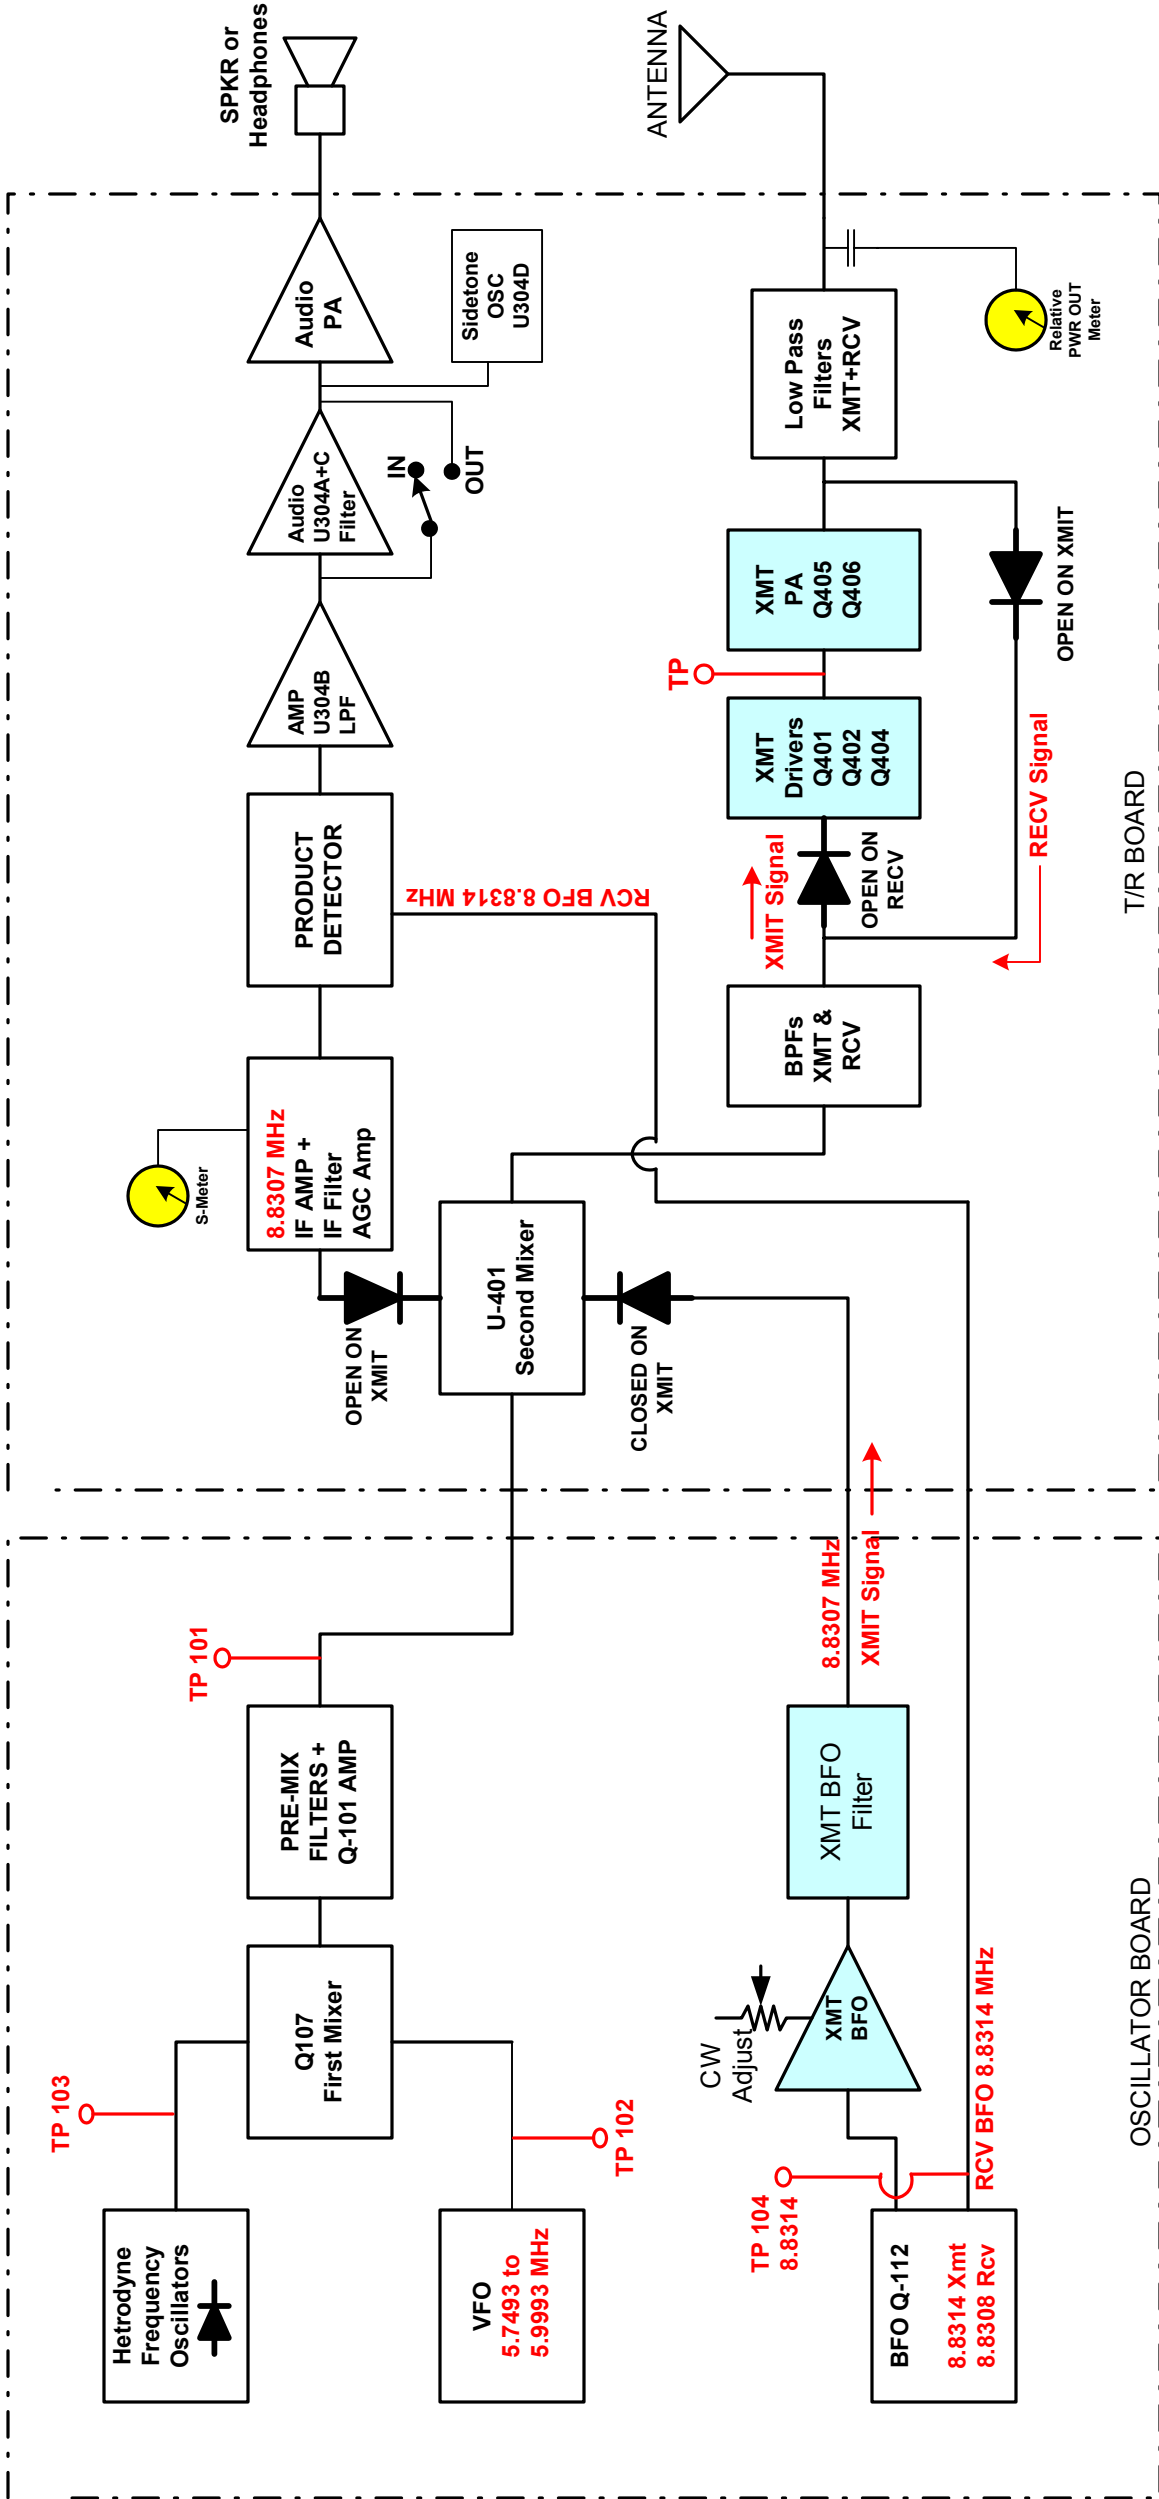 Hetrodyne
Frequency
Oscillators
TP 103
Q107
First Mixer
VFO
5.7493 to
5.9993 MHz
TP 102
PRE-MIX
FILTERS +
Q-101 AMP
TP 101
BFO Q-112
8.8314 Xmt
8.8308 Rcv
TP 104
8.8314
CW
Adjust
XMT
BFO
XMT BFO
Filter
8.8307 MHz
XMIT Signal
RCV BFO 8.8314 MHz
OSCILLATOR BOARD
S-Meter
8.8307 MHz
IF AMP +
IF Filter
AGC Amp
OPEN ON
XMIT
U-401
Second Mixer
CLOSED ON
XMIT
PRODUCT
DETECTOR
RCV BFO 8.8314 MHz
AMP
U304B
LPF
Audio
U304A+C
Filter
IN
OUT
Audio
PA
Sidetone
OSC
U304D
SPKR or
Headphones
BPFs
XMT &
RCV
XMIT Signal
OPEN ON
RECV
XMT
Drivers
Q401
Q402
Q404
TP
XMT
PA
Q405
Q406
Low Pass
Filters
XMT+RCV
ANTENNA
Relative
PWR OUT
Meter
OPEN ON XMIT
RECV Signal
T/R BOARD